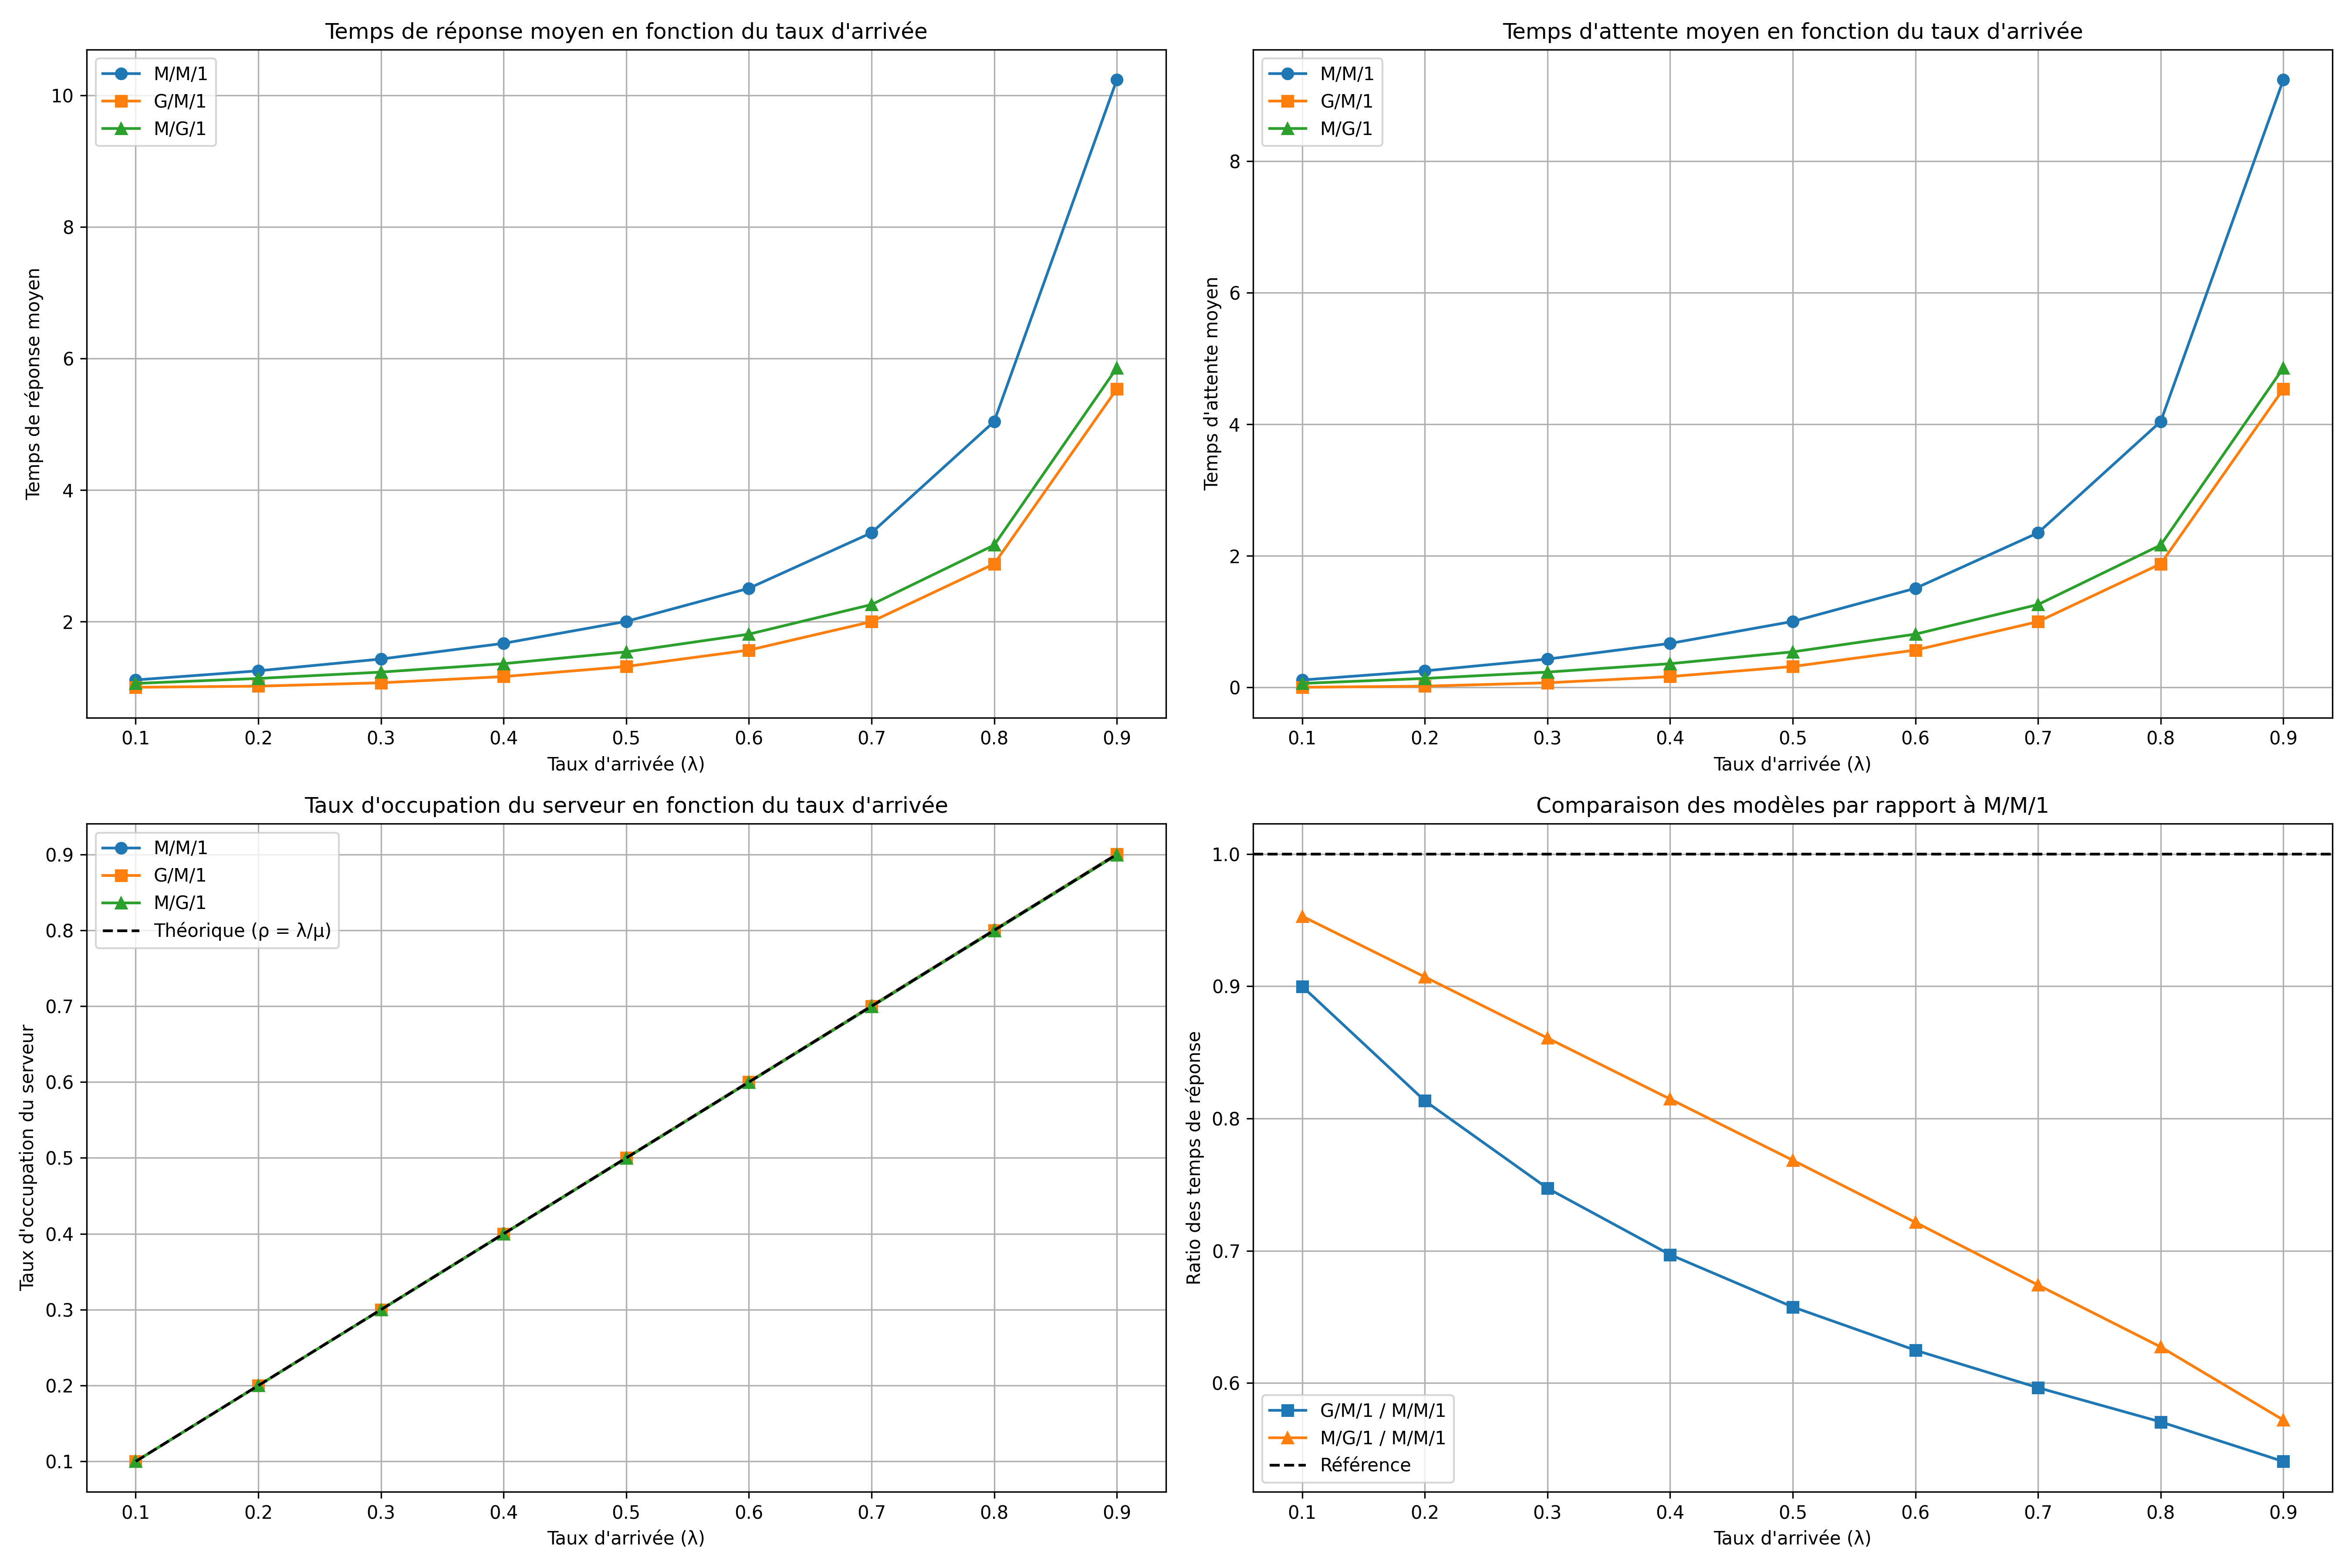 Temps de réponse moyen en fonction du taux d'arrivée
Temps de réponse moyen
10
8
6
4
2
M/M/1
G/M/1
M/G/1
0.1 0.2 0.3 0.4 0.5 0.6 0.7 0.8 0.9
Taux d'arrivée (λ)
Temps d'attente moyen en fonction du taux d'arrivée
Temps d'attente moyen
8
6
4
2
0
M/M/1
G/M/1
M/G/1
0.1 0.2 0.3 0.4 0.5 0.6 0.7 0.8 0.9
Taux d'arrivée (λ)
Taux d'occupation du serveur en fonction du taux d'arrivée
Taux d'occupation du serveur
0.9
0.8
0.7
0.6
0.5
0.4
0.3
0.2
0.1
M/M/1
G/M/1
M/G/1
Théorique (ρ = λ/μ)
0.1 0.2 0.3 0.4 0.5 0.6 0.7 0.8 0.9
Taux d'arrivée (λ)
Comparaison des modèles par rapport à M/M/1
Ratio des temps de réponse
1.0
0.9
0.8
0.7
0.6
G/M/1 / M/M/1
M/G/1 / M/M/1
Référence
0.1 0.2 0.3 0.4 0.5 0.6 0.7 0.8 0.9
Taux d'arrivée (λ)